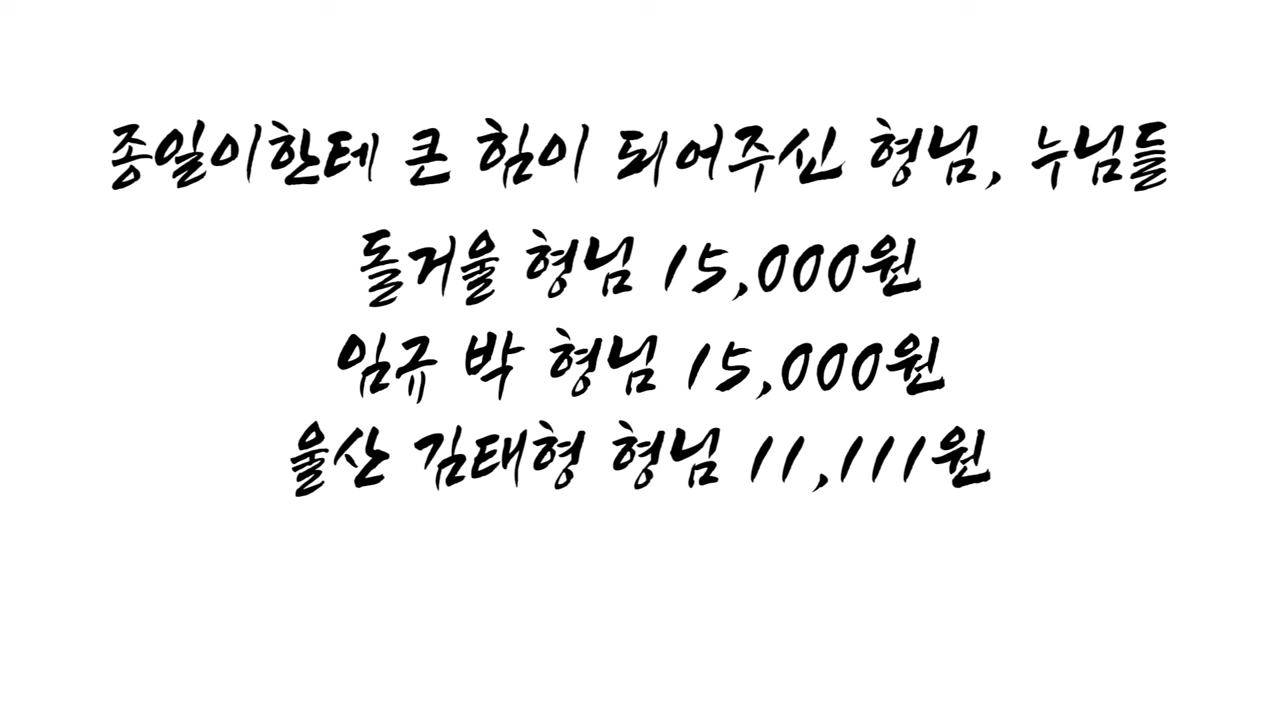 종일이한테 큰 힘이 되어주신 형님, 누님들
돌거울 형님 15,000원
임규 박 형님 15,000원
울산 김태형 형님 11,111원